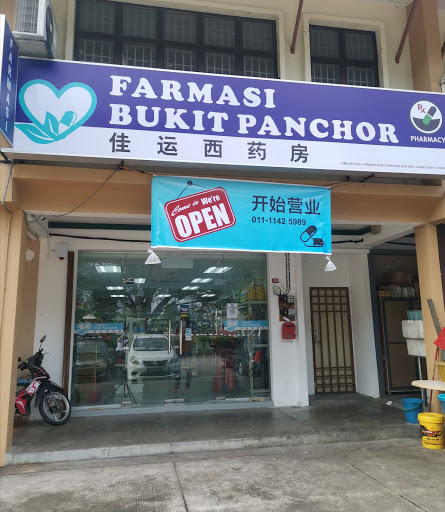 FARMASI
BUKIT PANCHOR
佳运西药房
Rx
PHARMACY
Come in We're
OPEN
开始营业
011-1142 5989